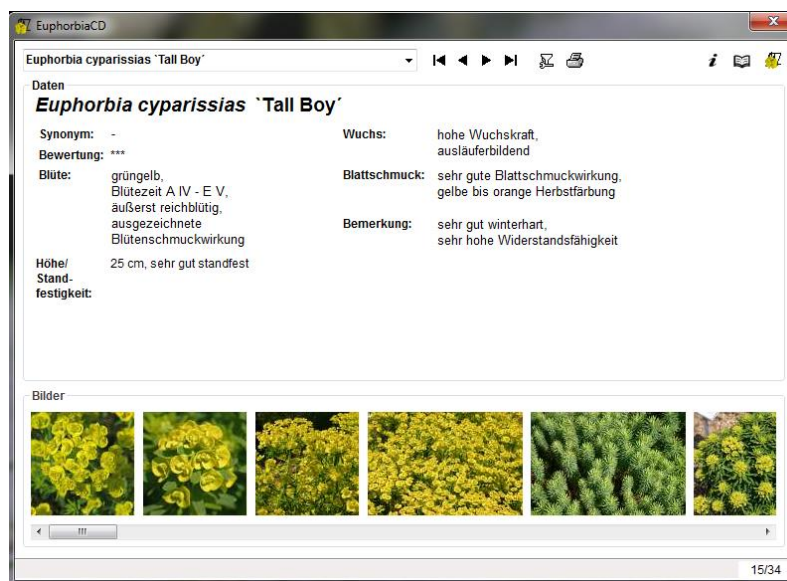 EuphorbiaCD
Euphorbia cyparissias `Tall Boy´
Daten
Euphorbia cyparissias `Tall Boy´
Synonym: -
Bewertung: ***
Blüte: grüngelb,
Blütezeit A IV - E V,
äußerst reichblütig,
ausgezeichnete
Blütenschmuckwirkung
Höhe/ 25 cm, sehr gut standfest
Stand-
festigkeit:
Wuchs: hohe Wuchskraft,
ausläuferbildend
Blattschmuck: sehr gute Blattschmuckwirkung,
gelbe bis orange Herbstfärbung
Bemerkung: sehr gut winterhart,
sehr hohe Widerstandsfähigkeit
Bilder
15/34